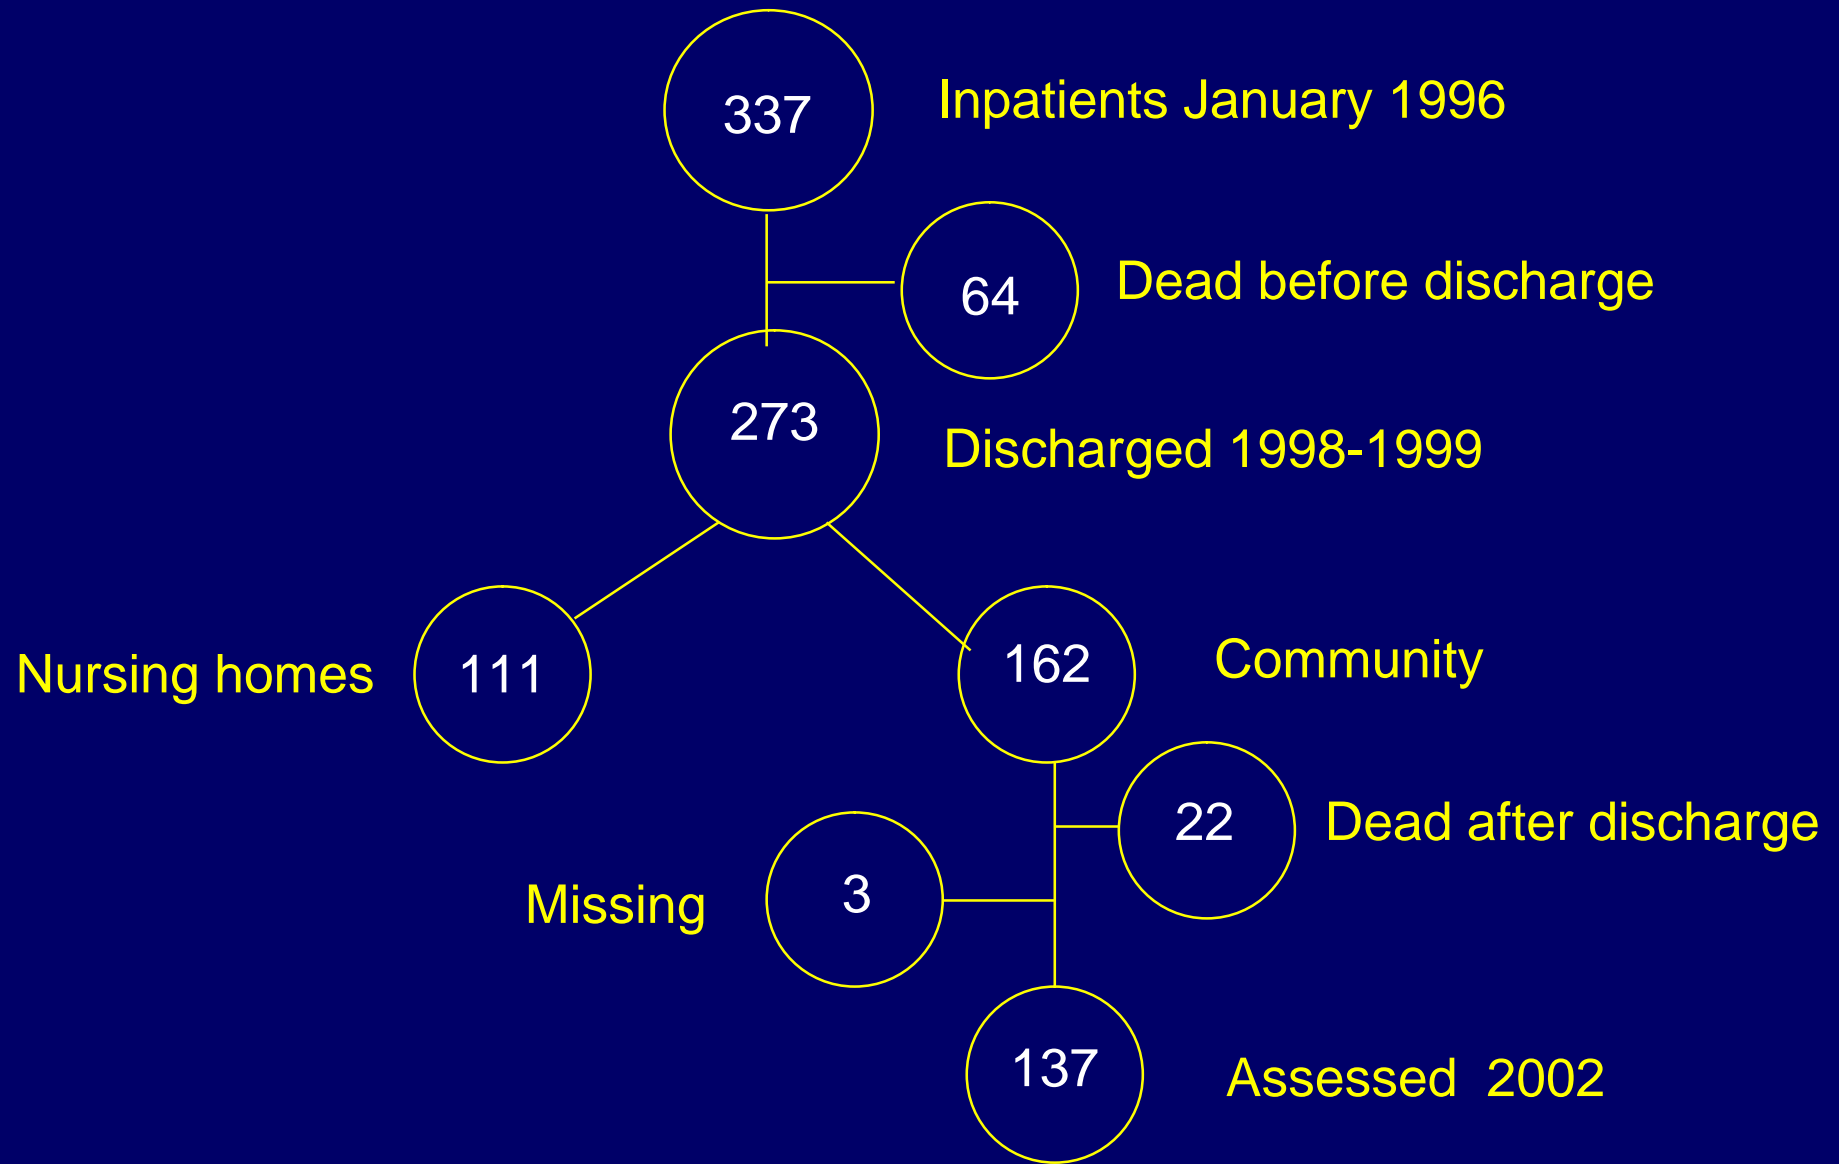 337
Inpatients January 1996
64
Dead before discharge
273
Discharged 1998-1999
Nursing homes
111
162
Community
22
Dead after discharge
Missing
3
137
Assessed  2002